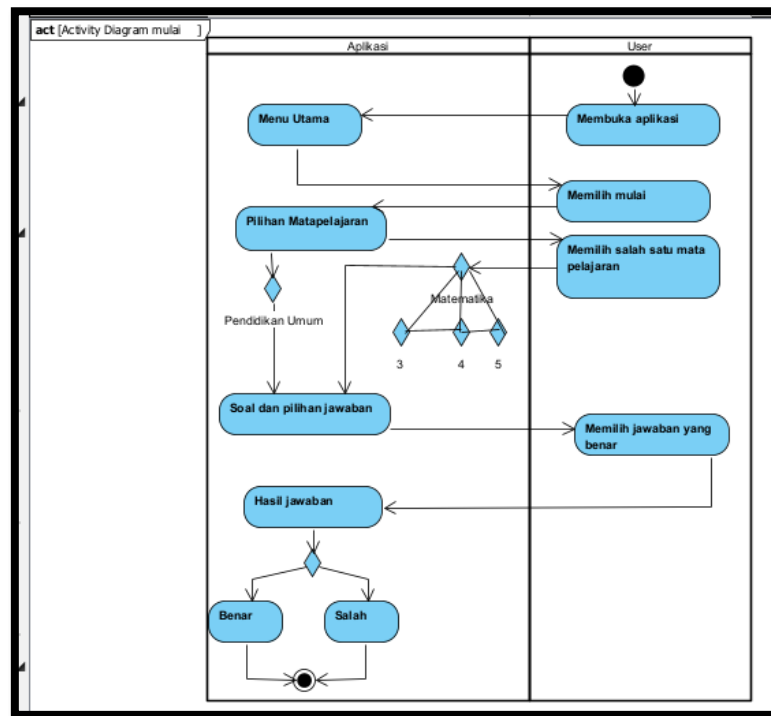 act [Activity Diagram mulai ]
Aplikasi
User
Menu Utama
Membuka aplikasi
Memilih mulai
Pilihan Matapelajaran
Memilih salah satu mata
pelajaran
Matematika
Pendidikan Umum
3
4
5
Soal dan pilihan jawaban
Memilih jawaban yang
benar
Hasil jawaban
Benar
Salah